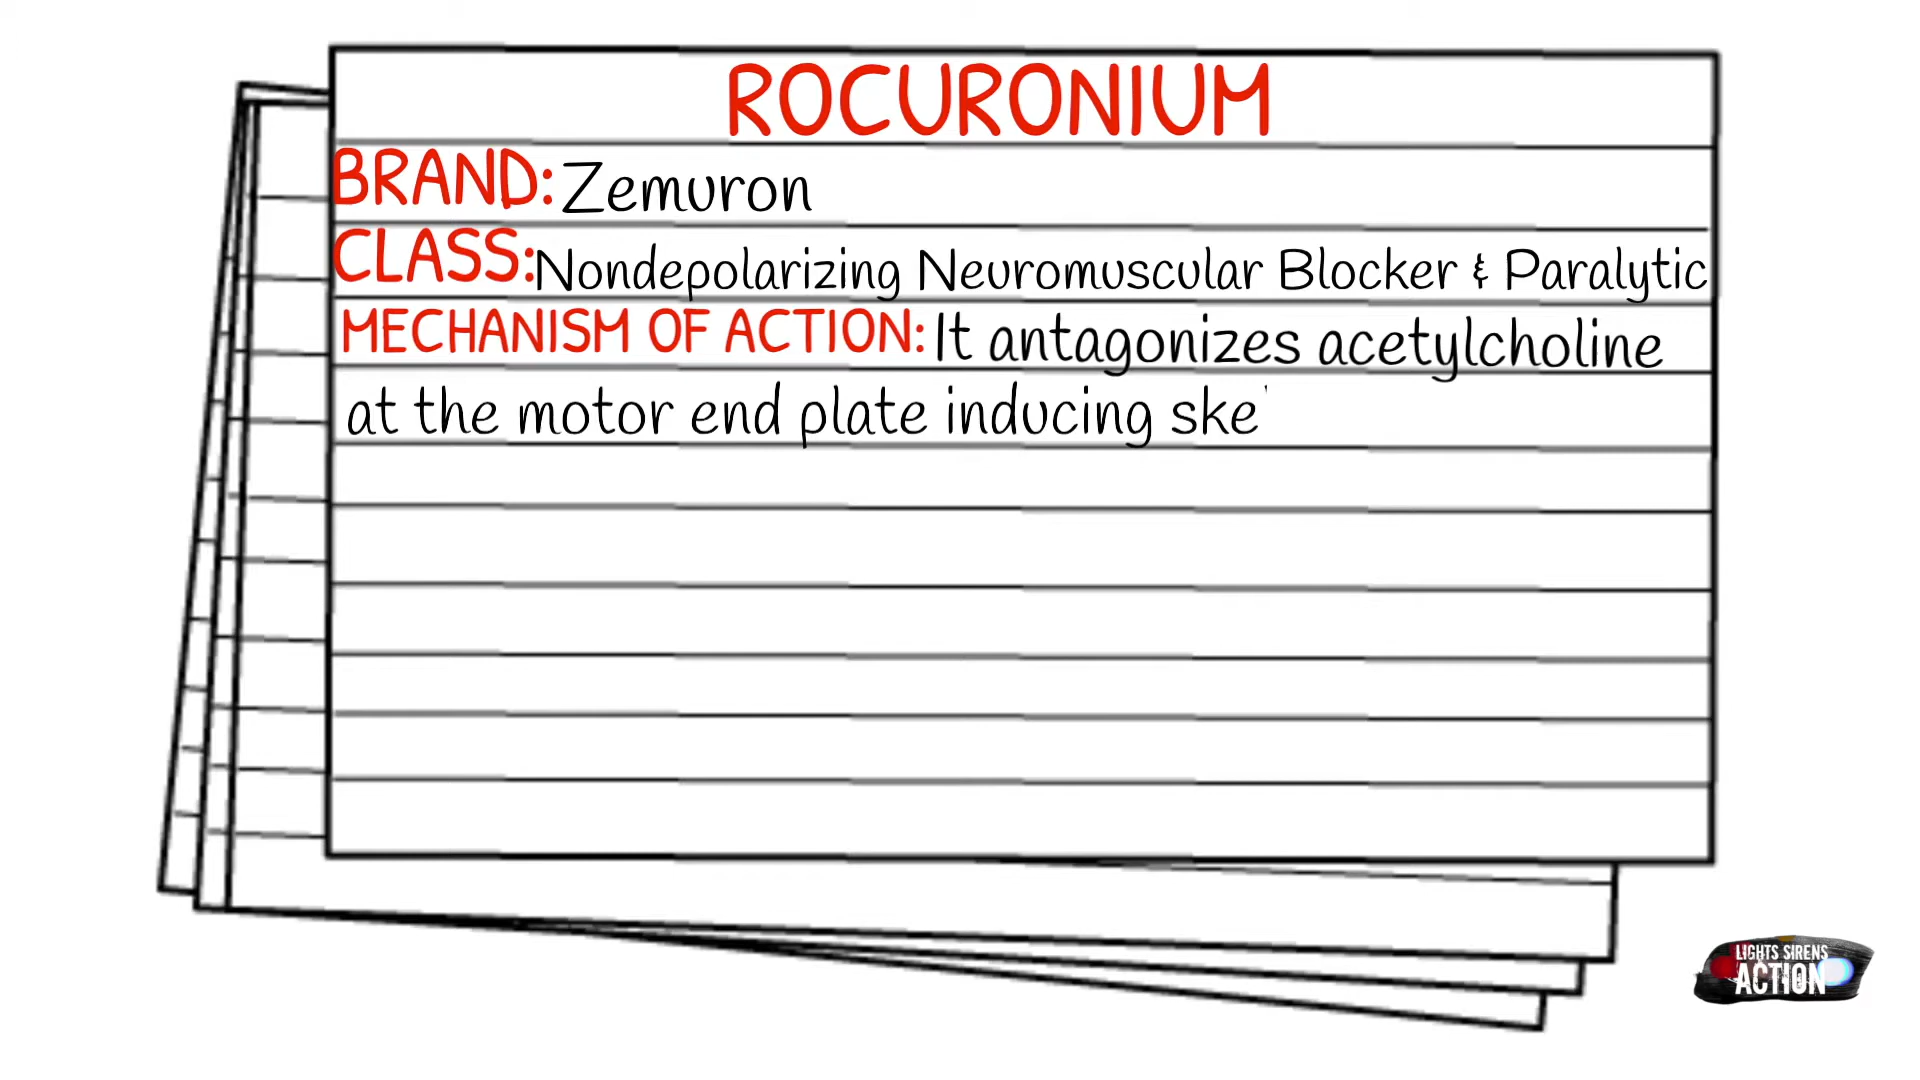 ROCURONIUM
BRAND: Zemuron
CLASS: Nondepolarizing Neuromuscular Blocker & Paralytic
MECHANISM OF ACTION: It antagonizes acetylcholine
at the motor end plate inducing ske
LIGHTS SIRENS
ACTION